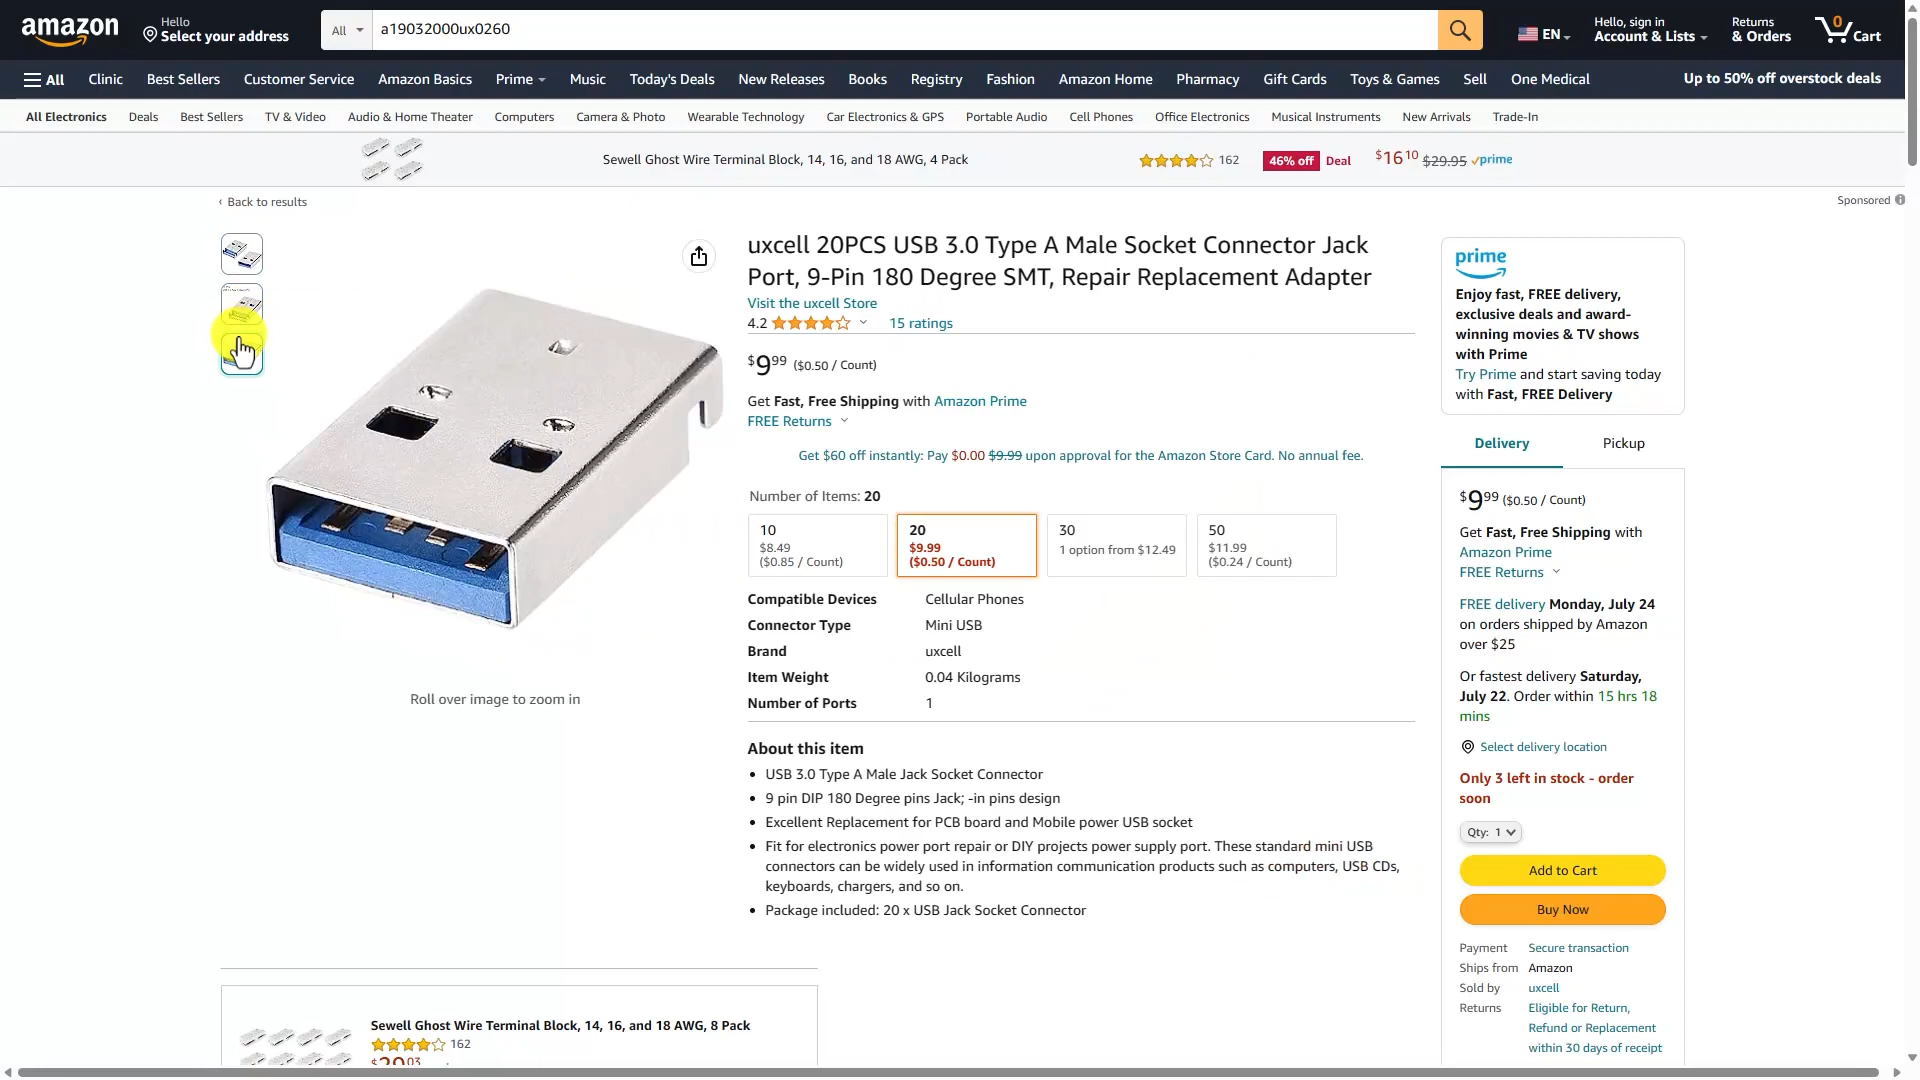 amazon
Hello
Select your address
All
a19032000ux0260
EN
Hello, sign in
Account & Lists
Returns
& Orders
0
Cart
All
Clinic
Best Sellers
Customer Service
Amazon Basics
Prime
Music
Today's Deals
New Releases
Books
Registry
Fashion
Amazon Home
Pharmacy
Gift Cards
Toys & Games
Sell
One Medical
Up to 50% off overstock deals
All Electronics
Deals
Best Sellers
TV & Video
Audio & Home Theater
Computers
Camera & Photo
Wearable Technology
Car Electronics & GPS
Portable Audio
Cell Phones
Office Electronics
Musical Instruments
New Arrivals
Trade-In
Sewell Ghost Wire Terminal Block, 14, 16, and 18 AWG, 4 Pack
162
46% off
Deal
$16 10 $29.95 prime
‹ Back to results
Sponsored
uxcell 20PCS USB 3.0 Type A Male Socket Connector Jack
Port, 9-Pin 180 Degree SMT, Repair Replacement Adapter
Visit the uxcell Store
4.2
15 ratings
$9 99 ($0.50 / Count)
Get Fast, Free Shipping with Amazon Prime
FREE Returns
Get $60 off instantly: Pay $0.00 $9.99 upon approval for the Amazon Store Card. No annual fee.
Number of Items: 20
10
$8.49
($0.85 / Count)
20
$9.99
($0.50 / Count)
30
1 option from $12.49
50
$11.99
($0.24 / Count)
Compatible Devices Cellular Phones
Connector Type Mini USB
Brand uxcell
Item Weight 0.04 Kilograms
Number of Ports 1
About this item
• USB 3.0 Type A Male Jack Socket Connector
• 9 pin DIP 180 Degree pins Jack; -in pins design
• Excellent Replacement for PCB board and Mobile power USB socket
• Fit for electronics power port repair or DIY projects power supply port. These standard mini USB
connectors can be widely used in information communication products such as computers, USB CDs,
keyboards, chargers, and so on.
• Package included: 20 x USB Jack Socket Connector
Roll over image to zoom in
Sewell Ghost Wire Terminal Block, 14, 16, and 18 AWG, 8 Pack
162
prime
Enjoy fast, FREE delivery,
exclusive deals and award-
winning movies & TV shows
with Prime
Try Prime and start saving today
with Fast, FREE Delivery
Delivery
Pickup
$9 99 ($0.50 / Count)
Get Fast, Free Shipping with
Amazon Prime
FREE Returns
FREE delivery Monday, July 24
on orders shipped by Amazon
over $25
Or fastest delivery Saturday,
July 22. Order within 15 hrs 18
mins
Select delivery location
Only 3 left in stock - order
soon
Qty: 1
Add to Cart
Buy Now
Payment Secure transaction
Ships from Amazon
Sold by uxcell
Returns Eligible for Return,
Refund or Replacement
within 30 days of receipt